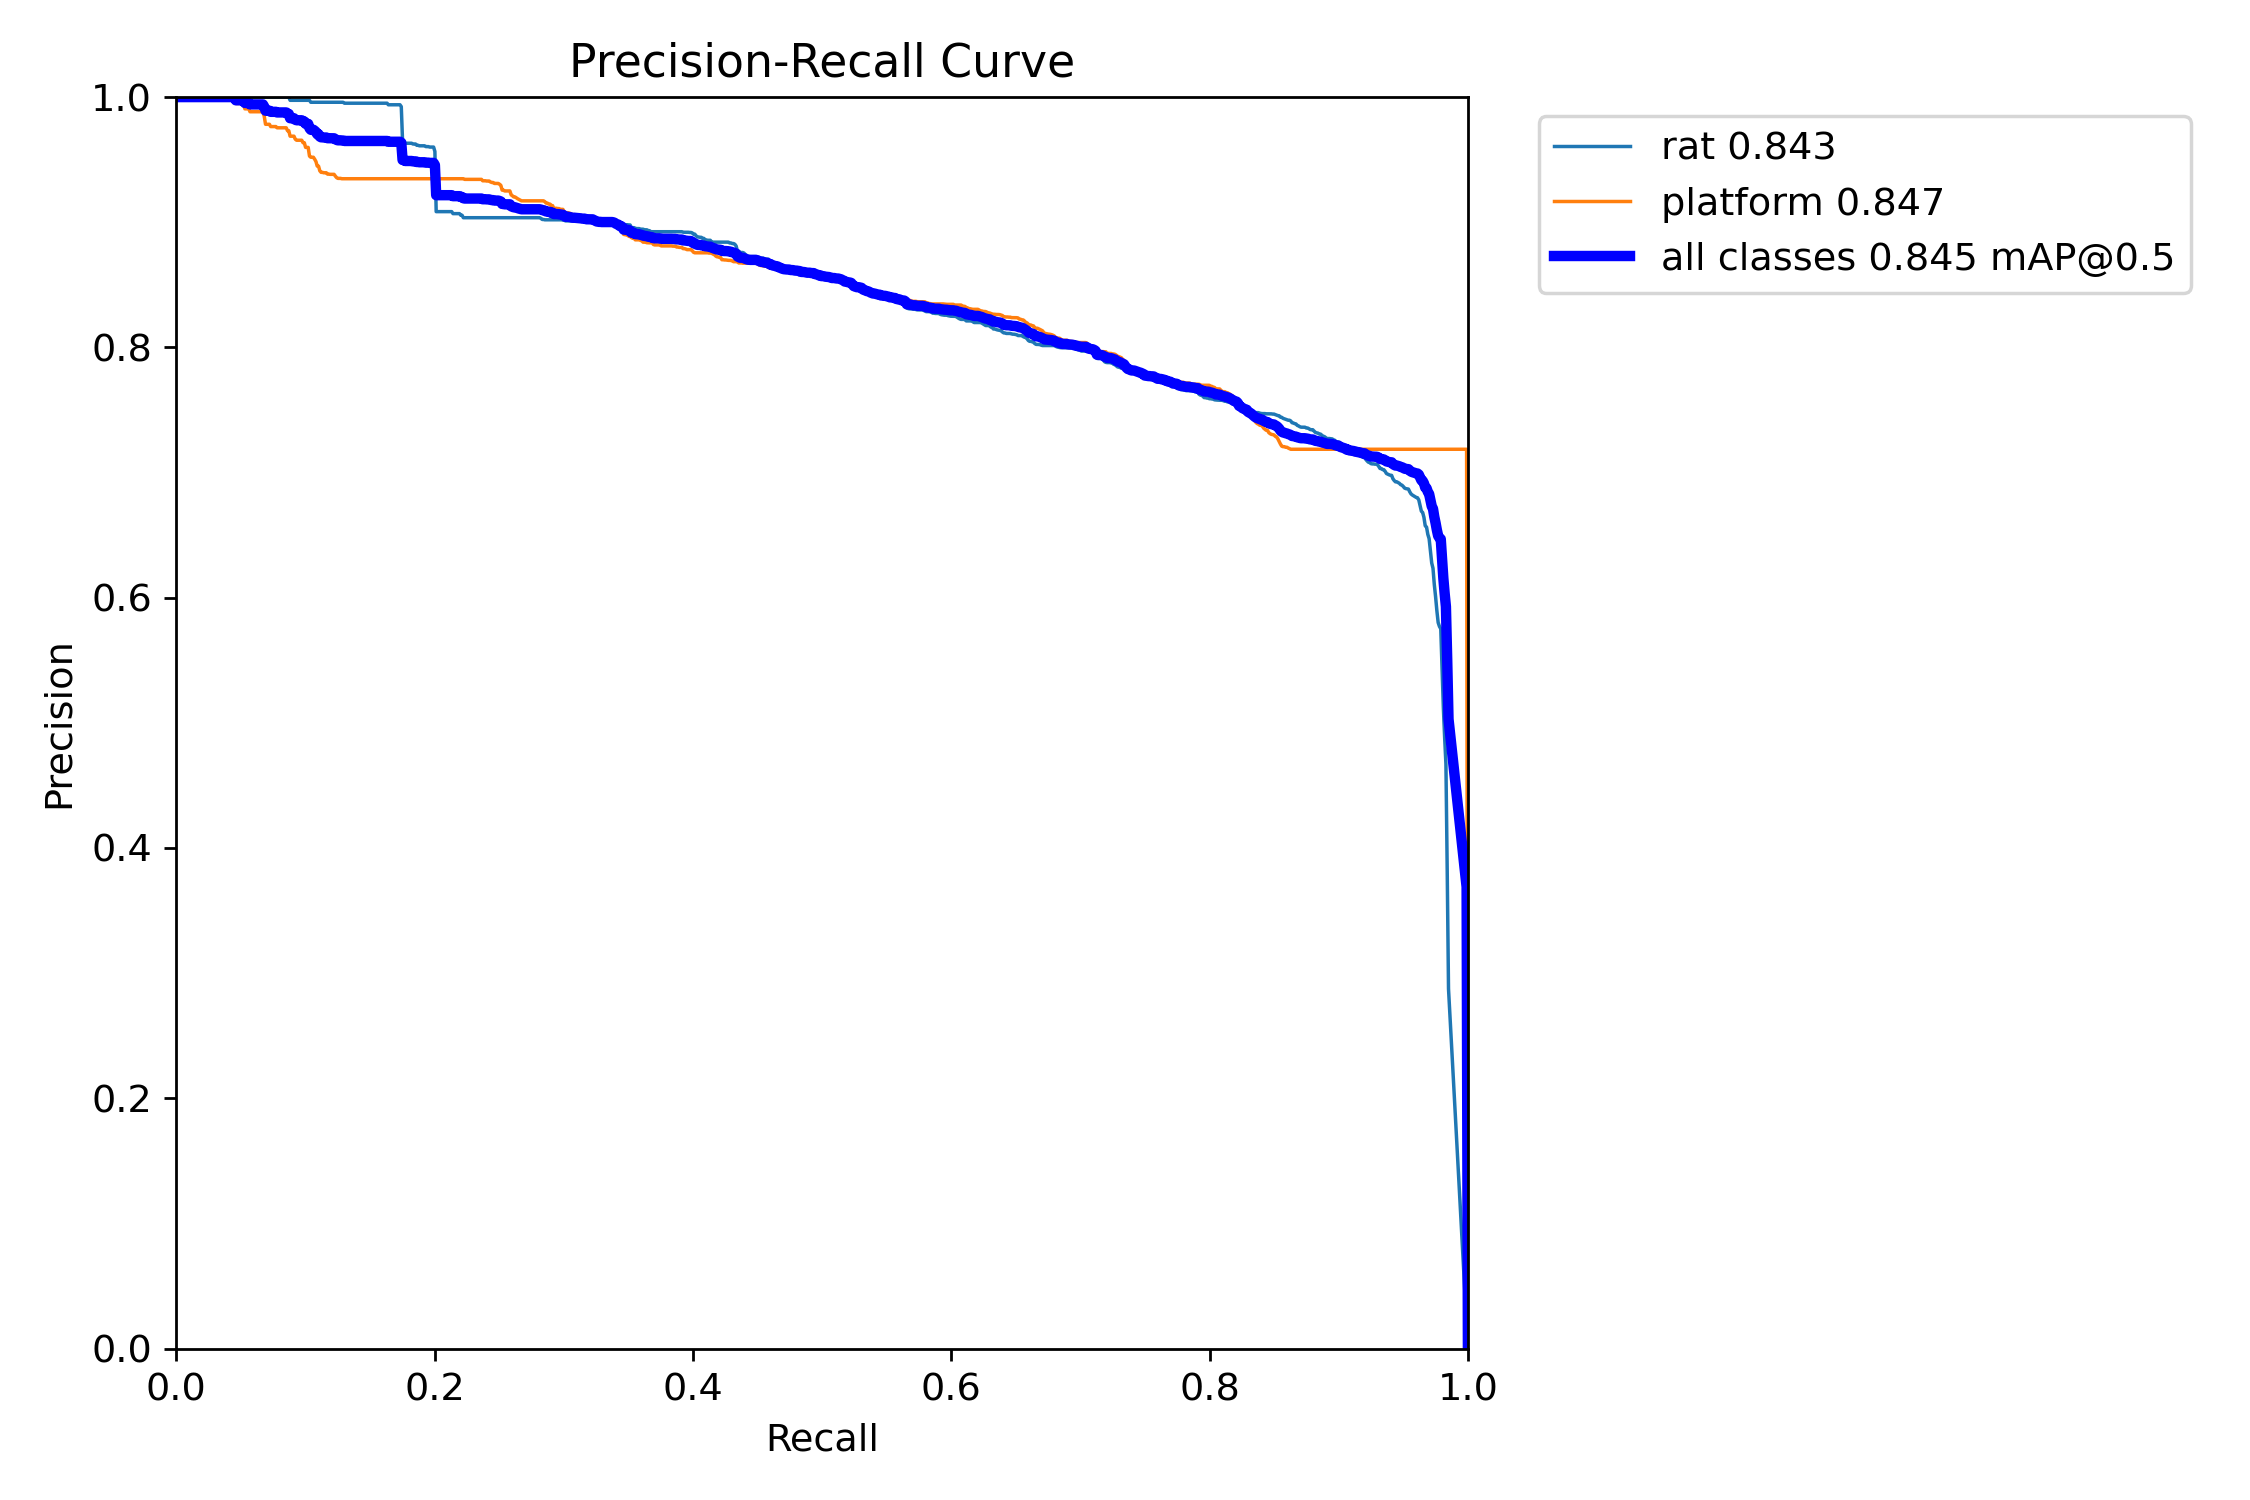 Precision-Recall Curve
rat 0.843
platform 0.847
all classes 0.845 mAP@0.5
Precision
1.0
0.8
0.6
0.4
0.2
0.0
0.0 0.2 0.4 0.6 0.8 1.0
Recall